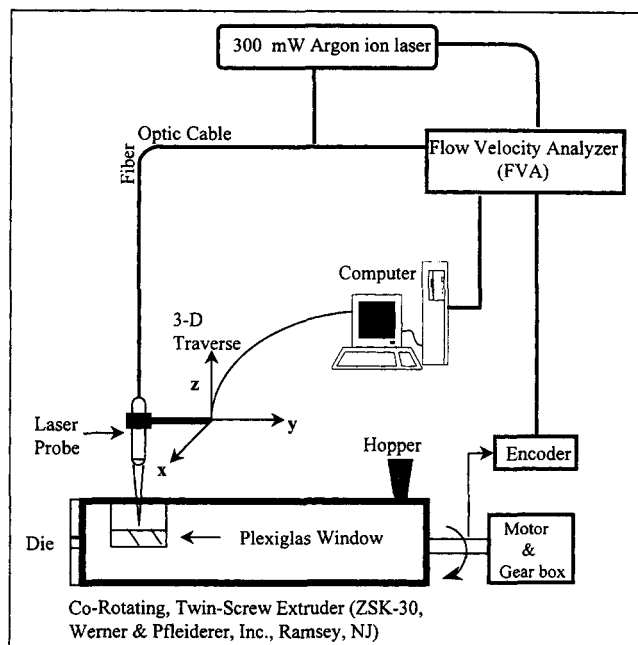 300 mW Argon ion laser
Optic Cable
Fiber
Flow Velocity Analyzer
(FVA)
Computer
3-D
Traverse
z
y
x
Laser
Probe
Hopper
Encoder
Die
Plexiglas Window
Motor
&
Gear box
Co-Rotating, Twin-Screw Extruder (ZSK-30,
Werner & Pfleiderer, Inc., Ramsey, NJ)